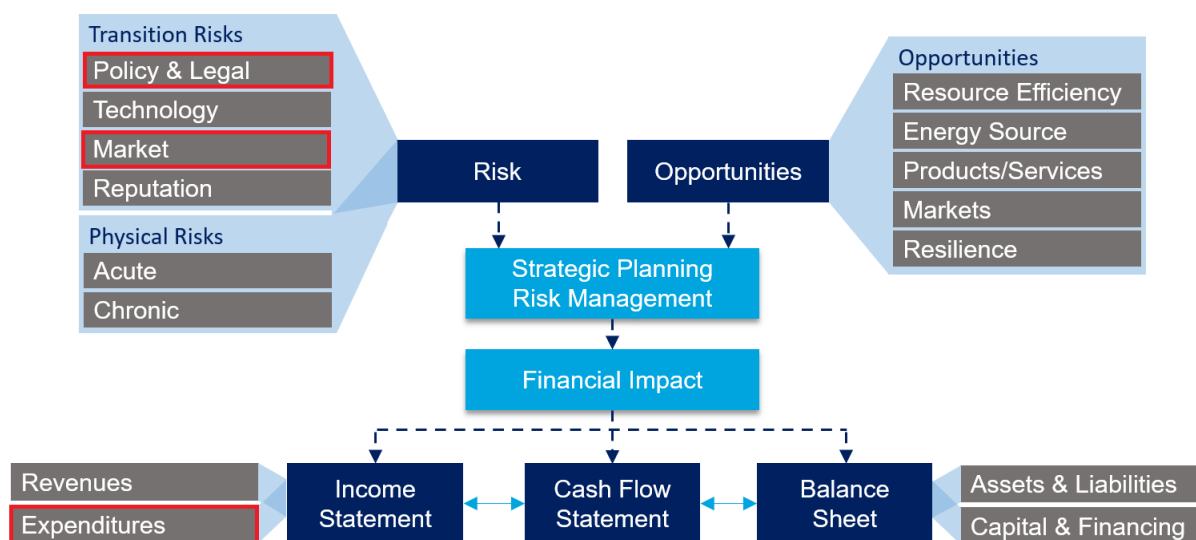 Transition Risks
Policy & Legal
Technology
Market
Reputation
Physical Risks
Acute
Chronic
Risk
Opportunities
Opportunities
Resource Efficiency
Energy Source
Products/Services
Markets
Resilience
Strategic Planning
Risk Management
Financial Impact
Revenues
Expenditures
Income
Statement
Cash Flow
Statement
Balance
Sheet
Assets & Liabilities
Capital & Financing